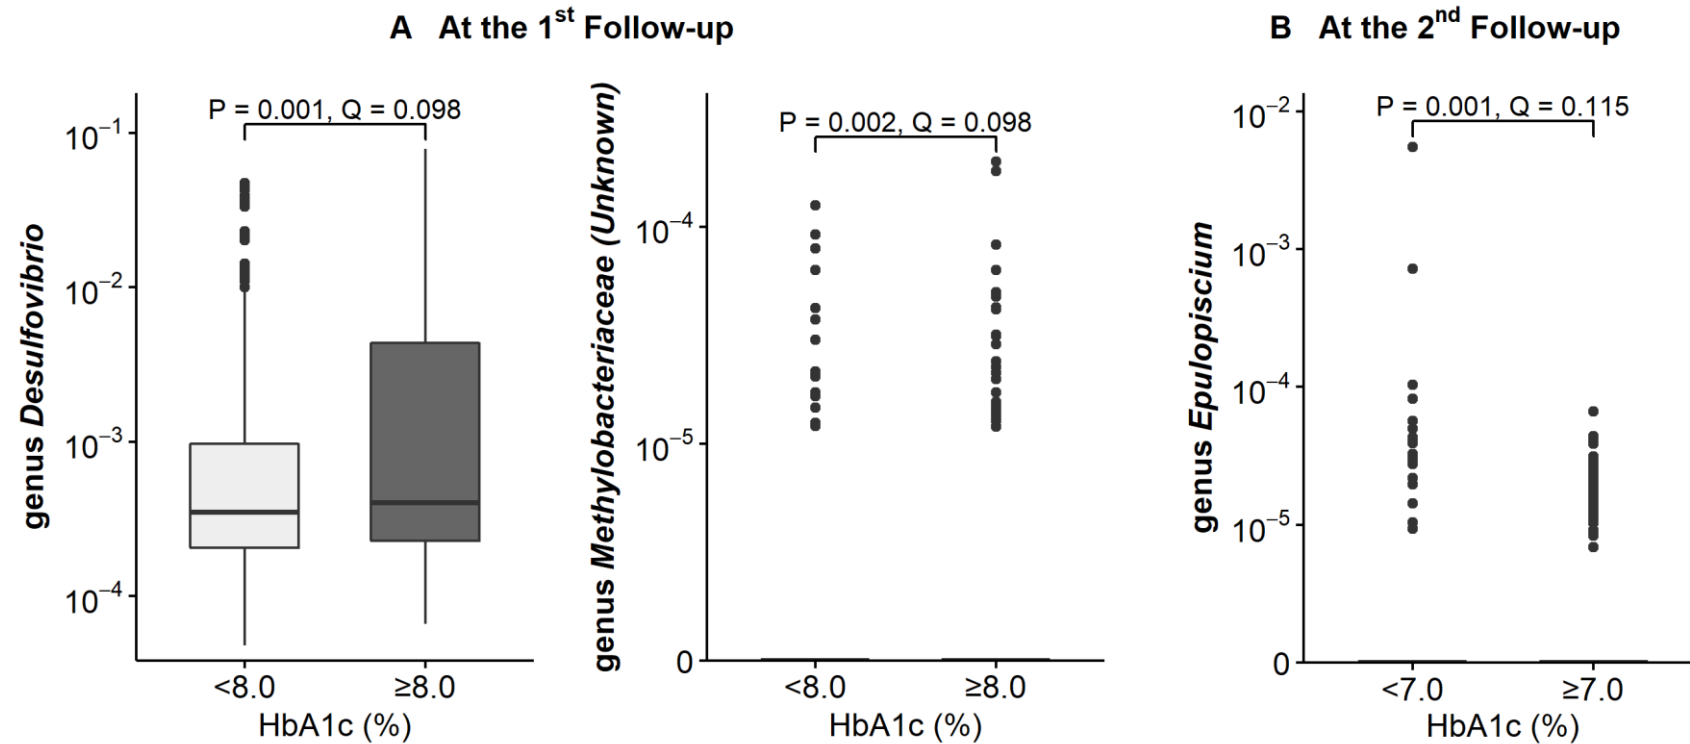 A At the 1st Follow-up
genus Desulfovibrio
P = 0.001, Q = 0.098
10−1
10−2
10−3
10−4
<8.0 ≥8.0
HbA1c (%)
genus Methylobacteriaceae (Unknown)
P = 0.002, Q = 0.098
10−4
10−5
0
<8.0 ≥8.0
HbA1c (%)
B At the 2nd Follow-up
genus Epulopiscium
P = 0.001, Q = 0.115
10−2
10−3
10−4
10−5
0
<7.0 ≥7.0
HbA1c (%)